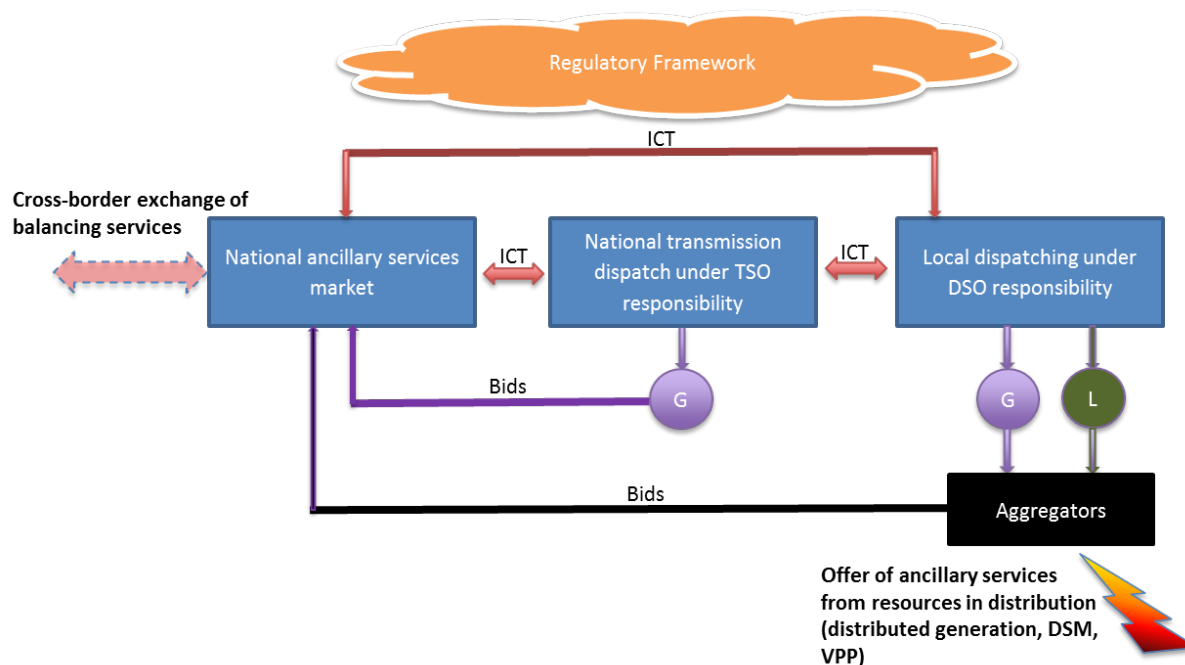 Regulatory Framework
ICT
Cross-border exchange of
balancing services
National ancillary services
market
ICT
National transmission
dispatch under TSO
responsibility
ICT
Local dispatching under
DSO responsibility
Bids
G
G
L
Bids
Aggregators
Offer of ancillary services
from resources in distribution
(distributed generation, DSM,
VPP)